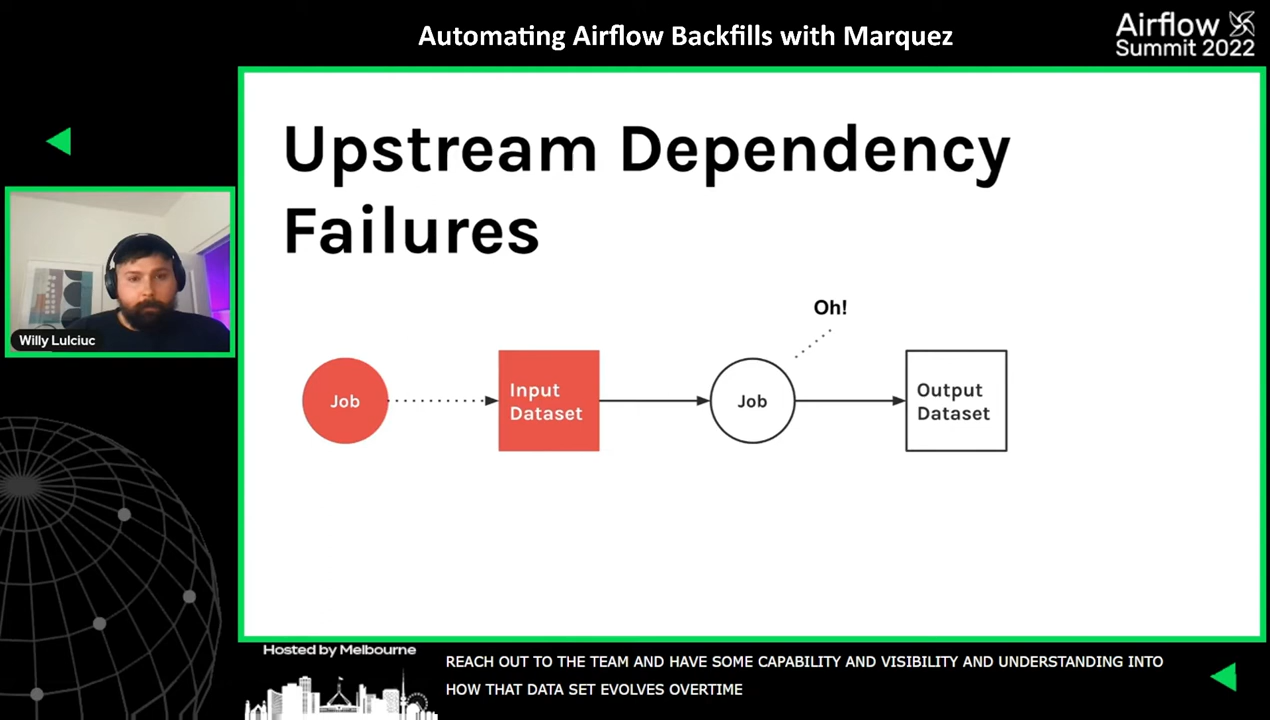 Automating Airflow Backfills with Marquez
Airflow
Summit 2022
Upstream Dependency
Failures
Willy Lulciuc
Oh!
Job
Input
Dataset
Job
Output
Dataset
Hosted by Melbourne
REACH OUT TO THE TEAM AND HAVE SOME CAPABILITY AND VISIBILITY AND UNDERSTANDING INTO
HOW THAT DATA SET EVOLVES OVERTIME